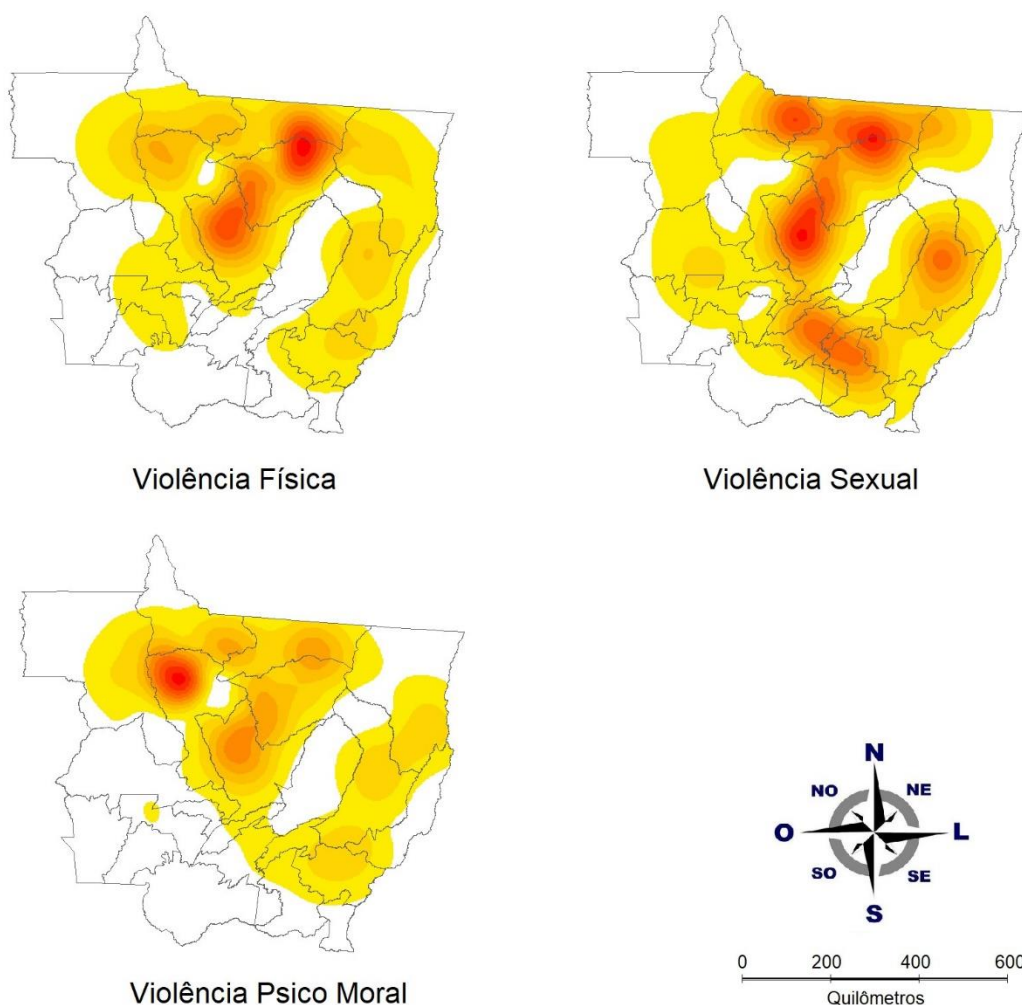 Violência Física
Violência Sexual
Violência Psico Moral
N
NO
NE
O
L
SO
SE
S
0 200 400 600
Quilômetros